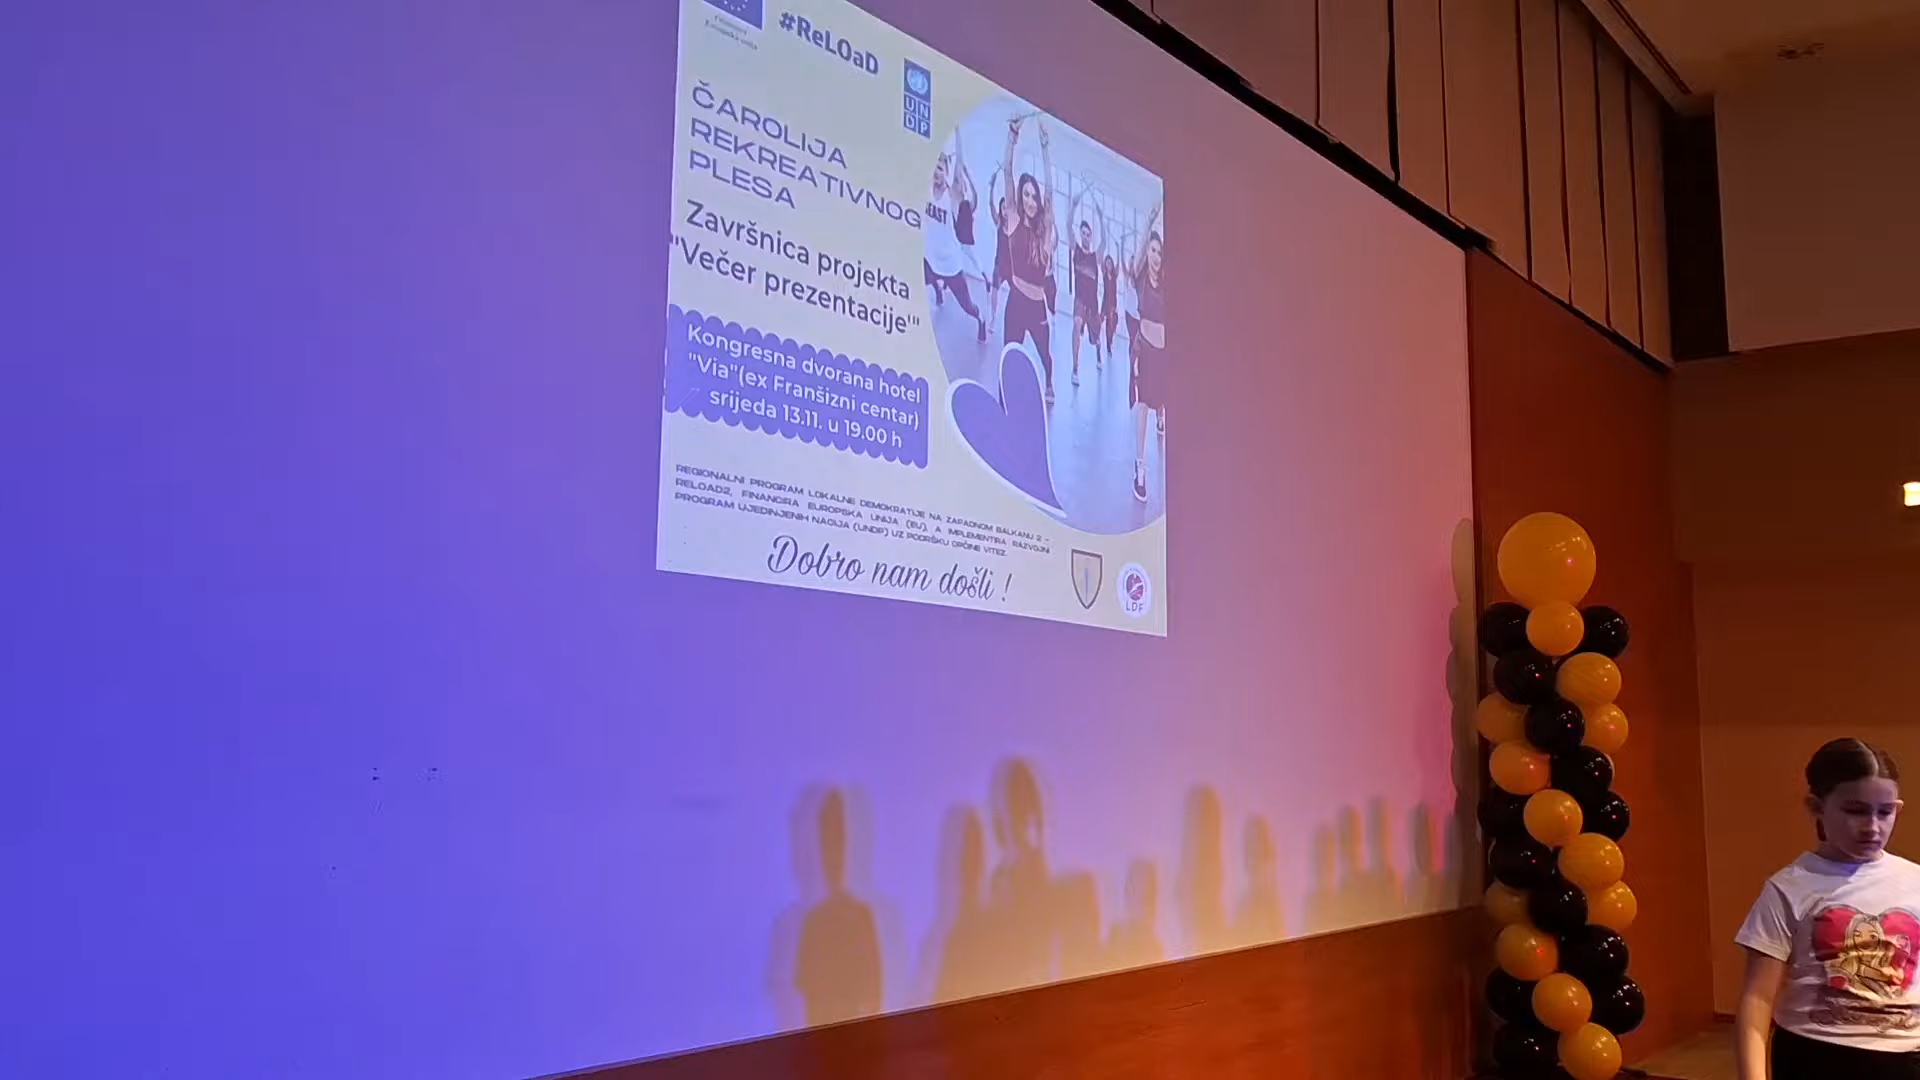 #ReLOaD
UN
DP
ČAROLIJA
REKREATIVNOG
PLESA
Završnica projekta
"Večer prezentacije'"
Kongresna dvorana hotel
"Via"(ex Franšizni centar)
srijeda 13.11. u 19.00 h
REGIONALNI PROGRAM LOKALNE DEMOKRATIJE NA ZAPADNOM BALKANU 2 -
RELOAD2, FINANCIRA EUROPSKA UNIJA (EU), A IMPLEMENTIRA RAZVOJNI
PROGRAM UJEDINJENIH NACIJA (UNDP) UZ PODRŠKU OPĆINE VITEZ.
Dobro nam došli !
LDF